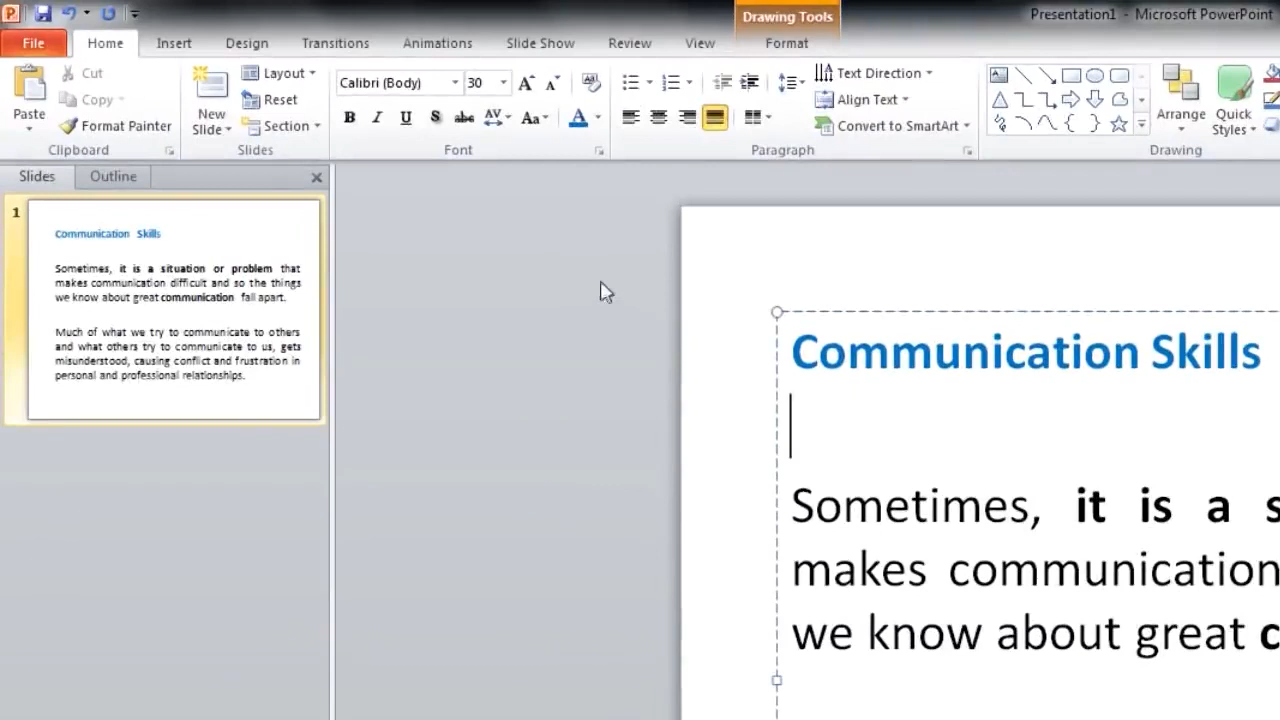 Drawing Tools
Presentation1 - Microsoft PowerPoint
File Home Insert Design Transitions Animations Slide Show Review View Format
Paste
Cut
Copy
Format Painter
Clipboard
New Slide
Layout
Reset
Section
Slides
Calibri (Body) 30
B I U S abc AV Aa A
Font
Text Direction
Align Text
Convert to SmartArt
Paragraph
Arrange
Quick Styles
Drawing
Slides Outline
1
Communication Skills
Sometimes, it is a situation or problem that
makes communication difficult and so the things
we know about great communication fall apart.
Much of what we try to communicate to others
and what others try to communicate to us, gets
misunderstood, causing conflict and frustration in
personal and professional relationships.
Communication Skills
Sometimes, it is a s
makes communication
we know about great c